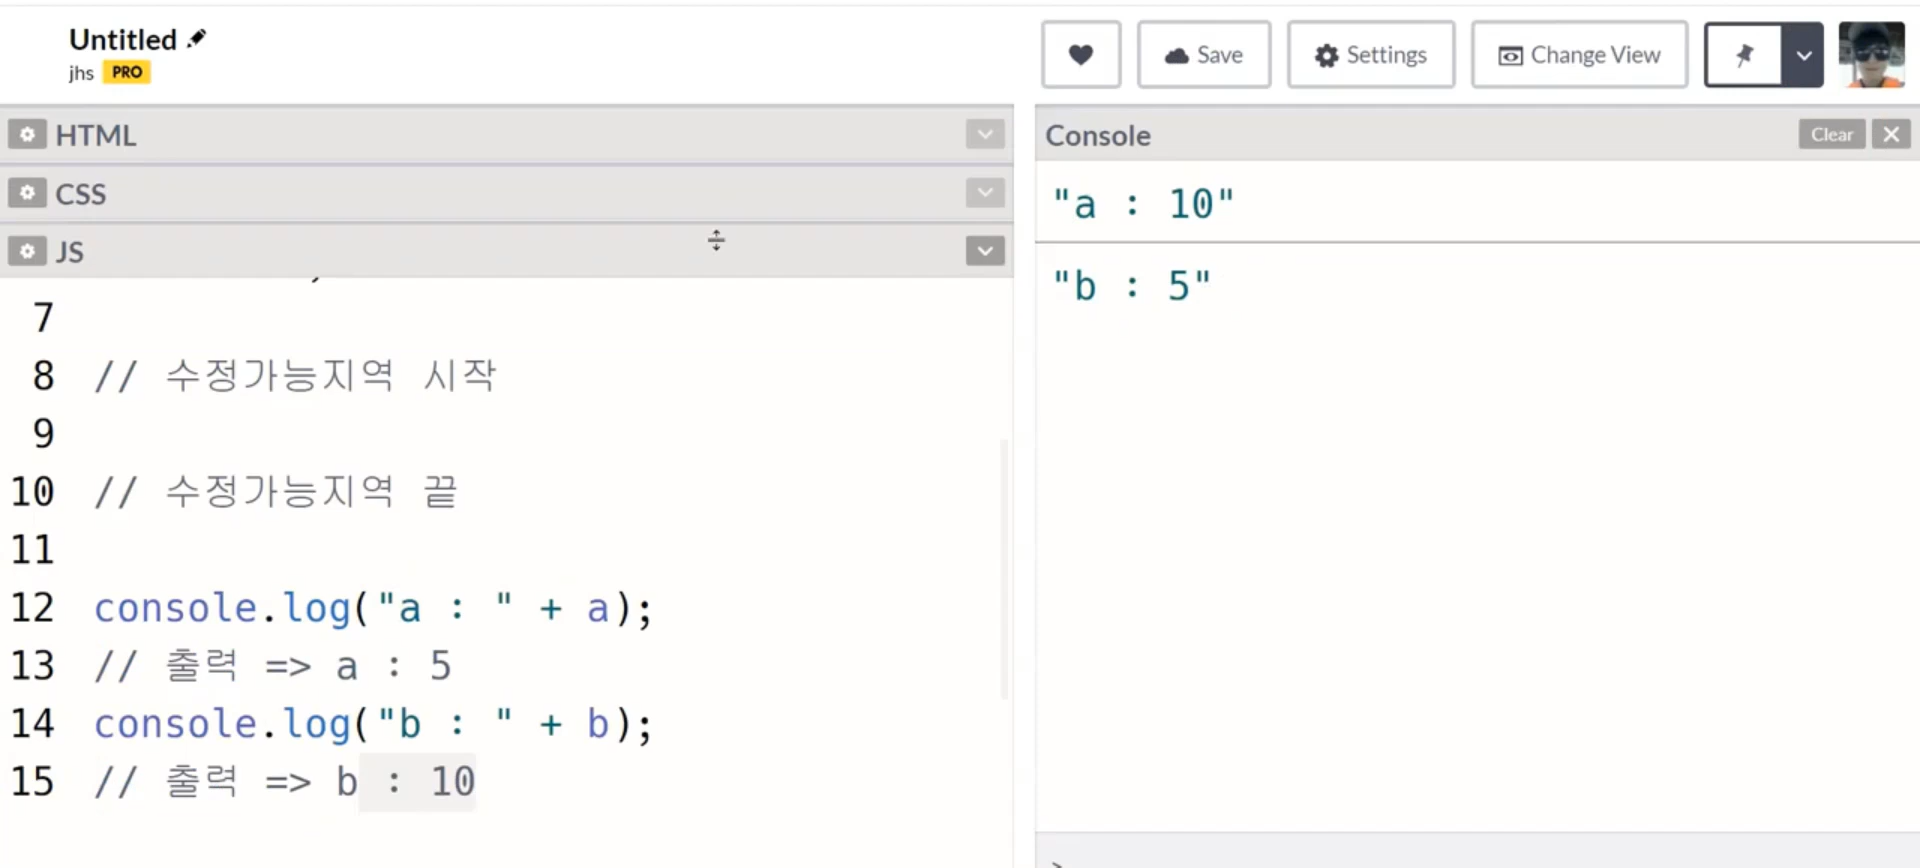 Untitled
jhs PRO
Save
Settings
Change View
HTML
CSS
JS
7
8 // 수정가능지역 시작
9
10 // 수정가능지역 끝
11
12 console.log("a : " + a);
13 // 출력 => a : 5
14 console.log("b : " + b);
15 // 출력 => b : 10
Console
Clear
"a : 10"
"b : 5"